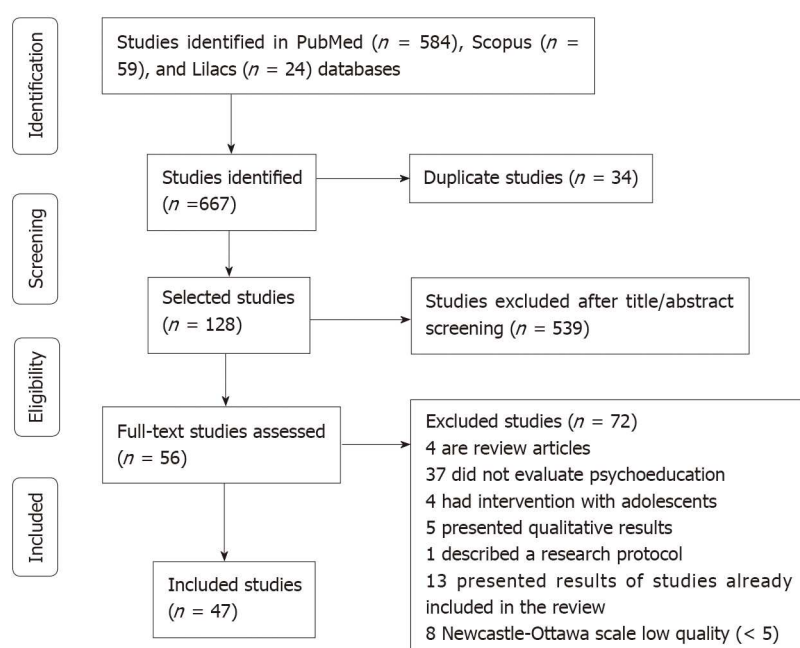 Identification
Studies identified in PubMed (n = 584), Scopus (n =
59), and Lilacs (n = 24) databases
Studies identified
(n =667)
Duplicate studies (n = 34)
Screening
Selected studies
(n = 128)
Studies excluded after title/abstract
screening (n = 539)
Eligibility
Full-text studies assessed
(n = 56)
Excluded studies (n = 72)
4 are review articles
37 did not evaluate psychoeducation
4 had intervention with adolescents
5 presented qualitative results
1 described a research protocol
13 presented results of studies already
included in the review
8 Newcastle-Ottawa scale low quality (< 5)
Included
Included studies
(n = 47)